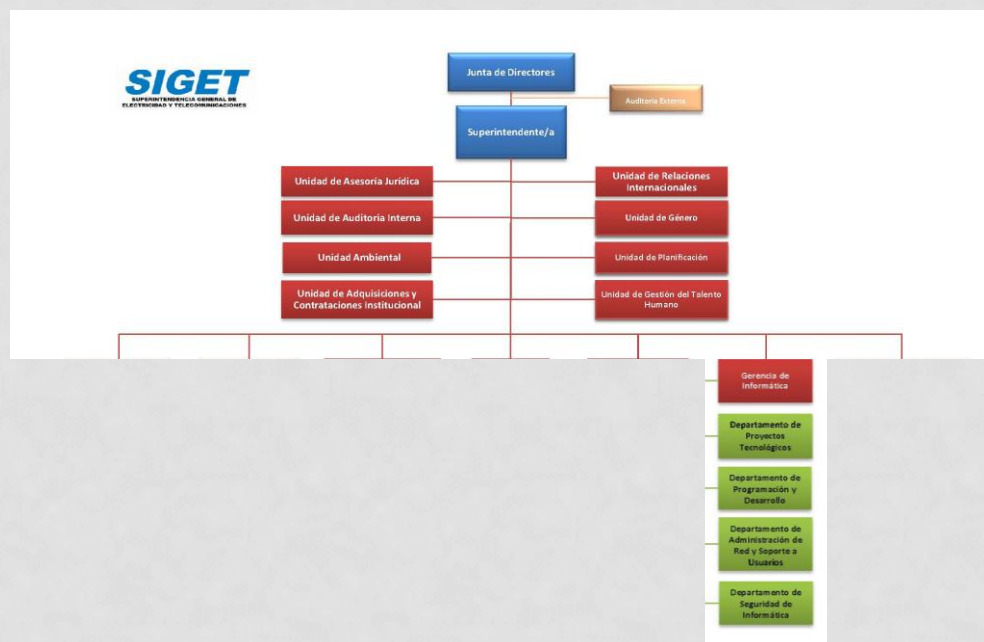 SIGET
SUPERINTENDENCIA GENERAL DE
ELECTRICIDAD Y TELECOMUNICACIONES
Junta de Directores
Auditoría Externa
Superintendente/a
Unidad de Asesoría Jurídica
Unidad de Relaciones
Internacionales
Unidad de Auditoría Interna
Unidad de Género
Unidad Ambiental
Unidad de Planificación
Unidad de Adquisiciones y
Contrataciones Institucional
Unidad de Gestión del Talento
Humano
Gerencia de
Informática
Departamento de
Proyectos
Tecnológicos
Departamento de
Programación y
Desarrollo
Departamento de
Administración de
Red y Soporte a
Usuarios
Departamento de
Seguridad de
Informática